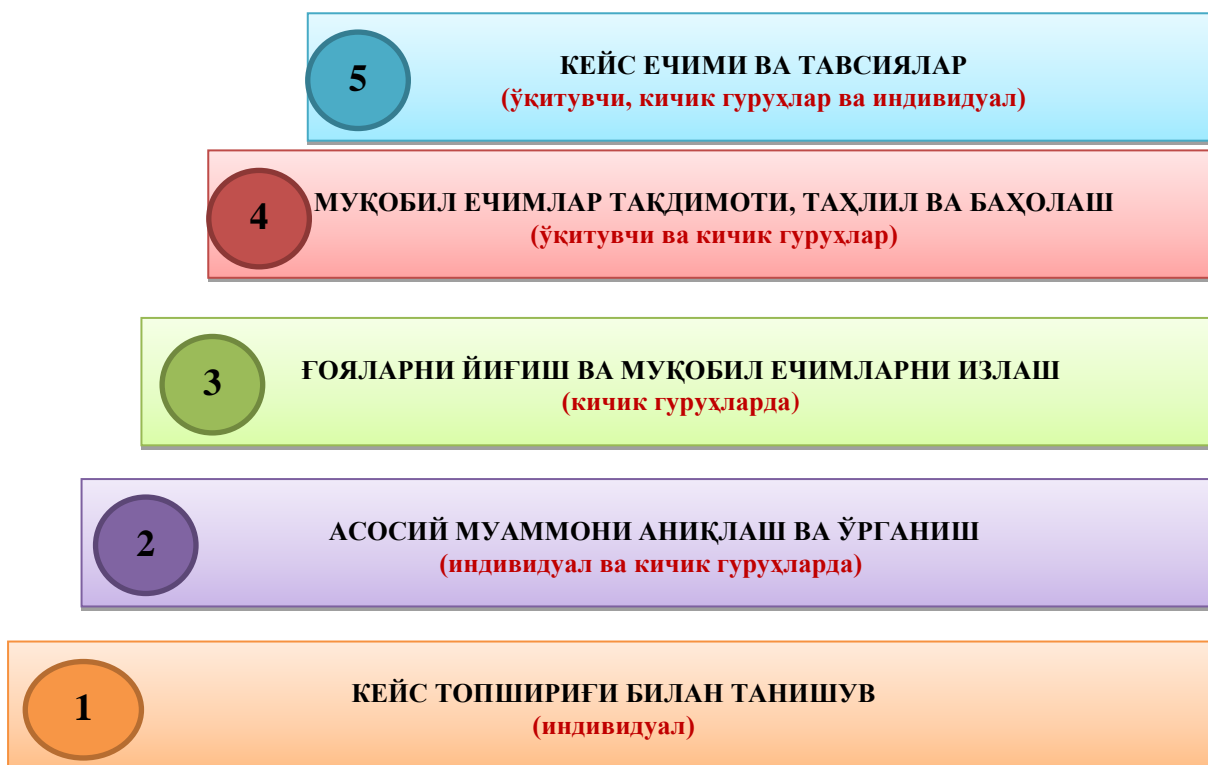 5
КЕЙС ЕЧИМИ ВА ТАВСИЯЛАР
(ўқитувчи, кичик гуруҳлар ва индивидуал)
4
МУҚОБИЛ ЕЧИМЛАР ТАҚДИМОТИ, ТАҲЛИЛ ВА БАҲОЛАШ
(ўқитувчи ва кичик гуруҳлар)
3
ҒОЯЛАРНИ ЙИҒИШ ВА МУҚОБИЛ ЕЧИМЛАРНИ ИЗЛАШ
(кичик гуруҳларда)
2
АСОСИЙ МУАММОНИ АНИҚЛАШ ВА ЎРГАНИШ
(индивидуал ва кичик гуруҳларда)
1
КЕЙС ТОПШИРИҒИ БИЛАН ТАНИШУВ
(индивидуал)